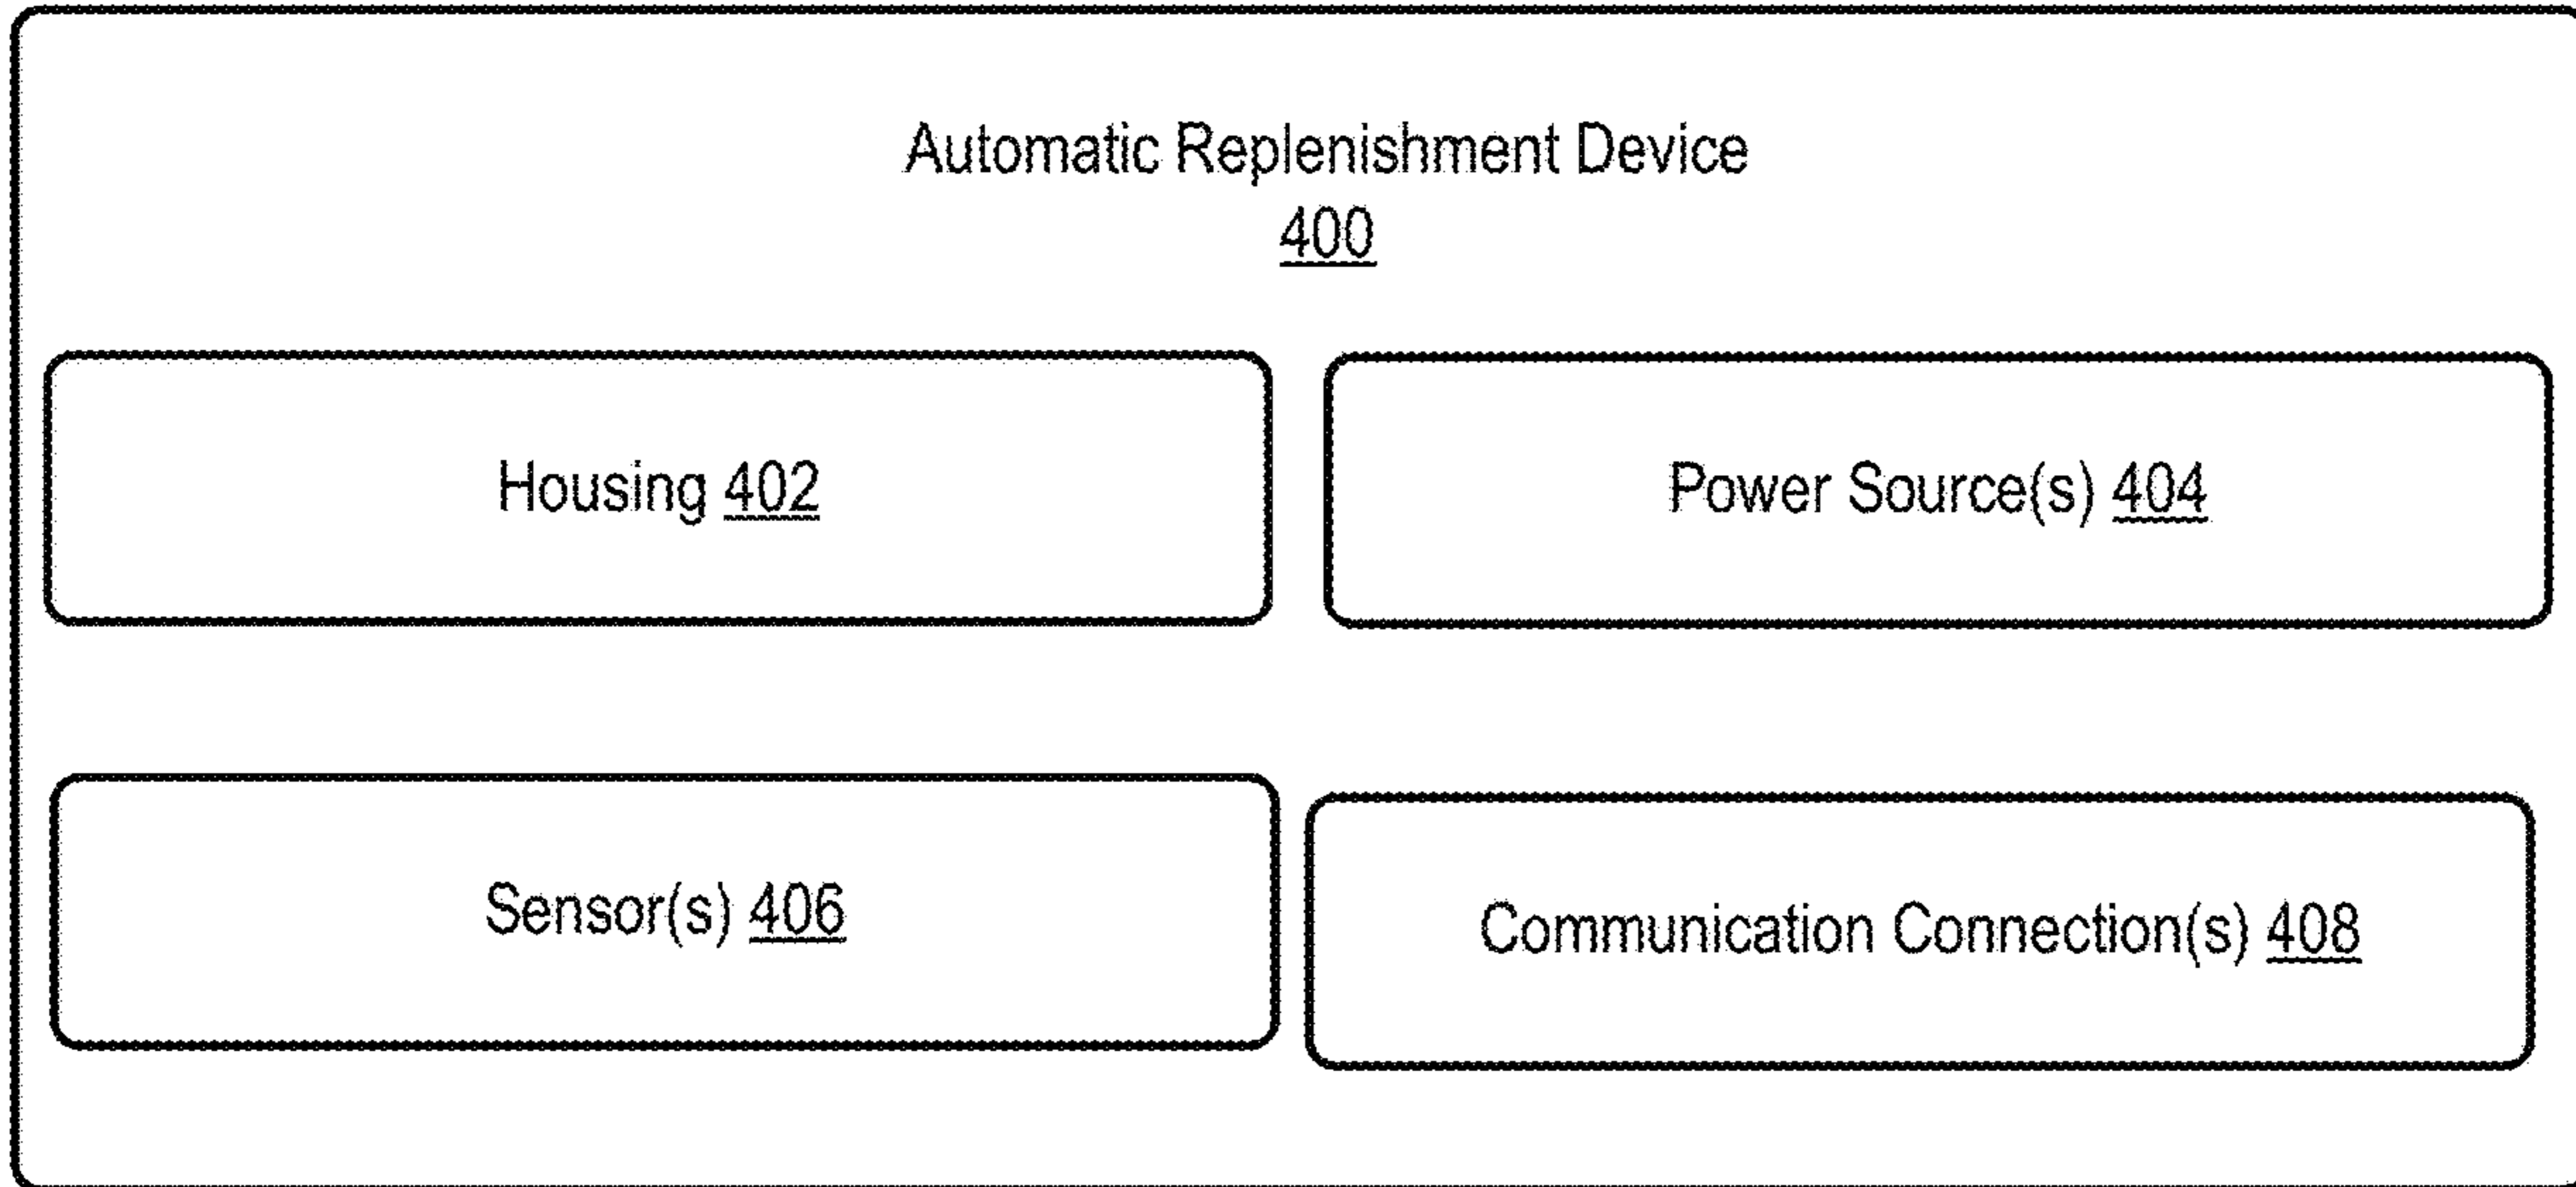 Automatic Replenishment Device
400
Housing 402
Power Source(s) 404
Sensor(s) 406
Communication Connection(s) 408